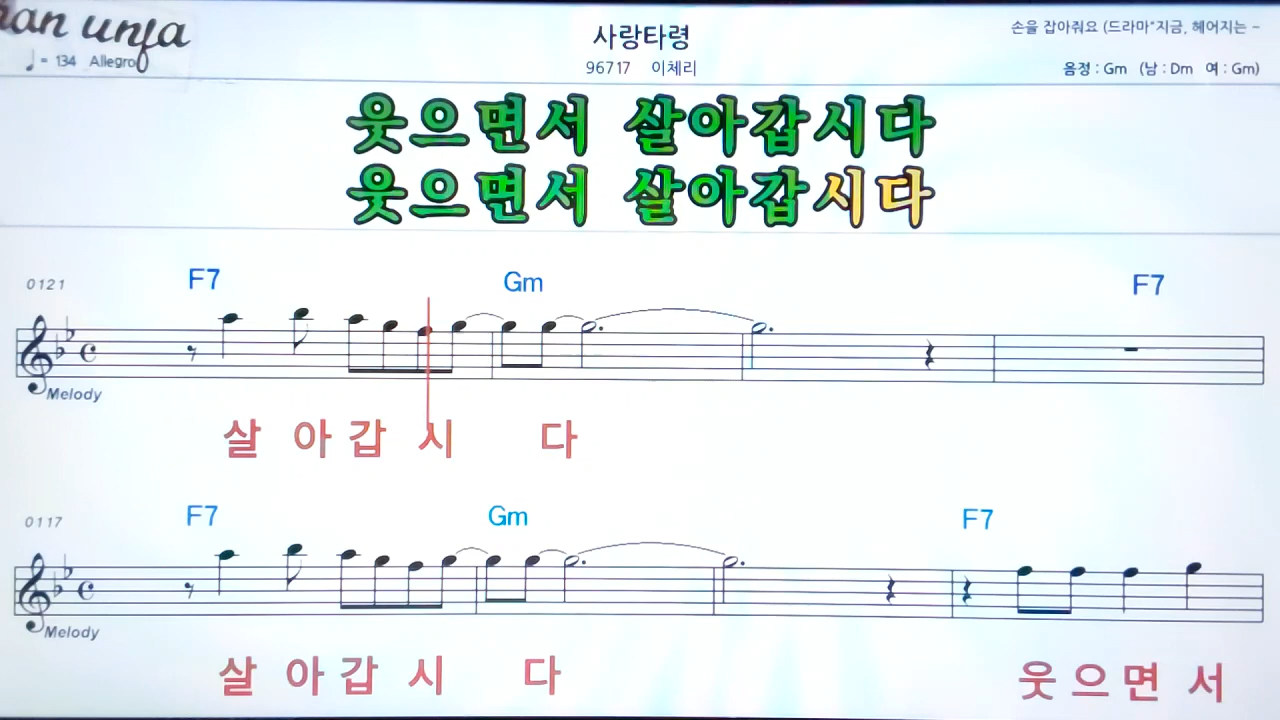 사랑타령
손을 잡아줘요 (드라마"지금, 헤어지는 -
♩= 134 Allegro
96717 이체리
음정 : Gm (남 : Dm 여 : Gm)
웃으면서 살아갑시다
웃으면서 살아갑시다
0121 F7 Gm F7
Melody
살 아 갑 시 다
0117 F7 Gm F7
Melody
살 아 갑 시 다 웃 으 면 서